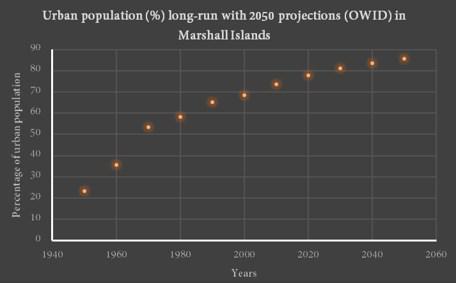 Urban population (%) long-run with 2050 projections (OWID) in
Marshall Islands
Percentage of urban population
90
80
70
60
50
40
30
20
10
0
1940 1960 1980 2000 2020 2040 2060
Years